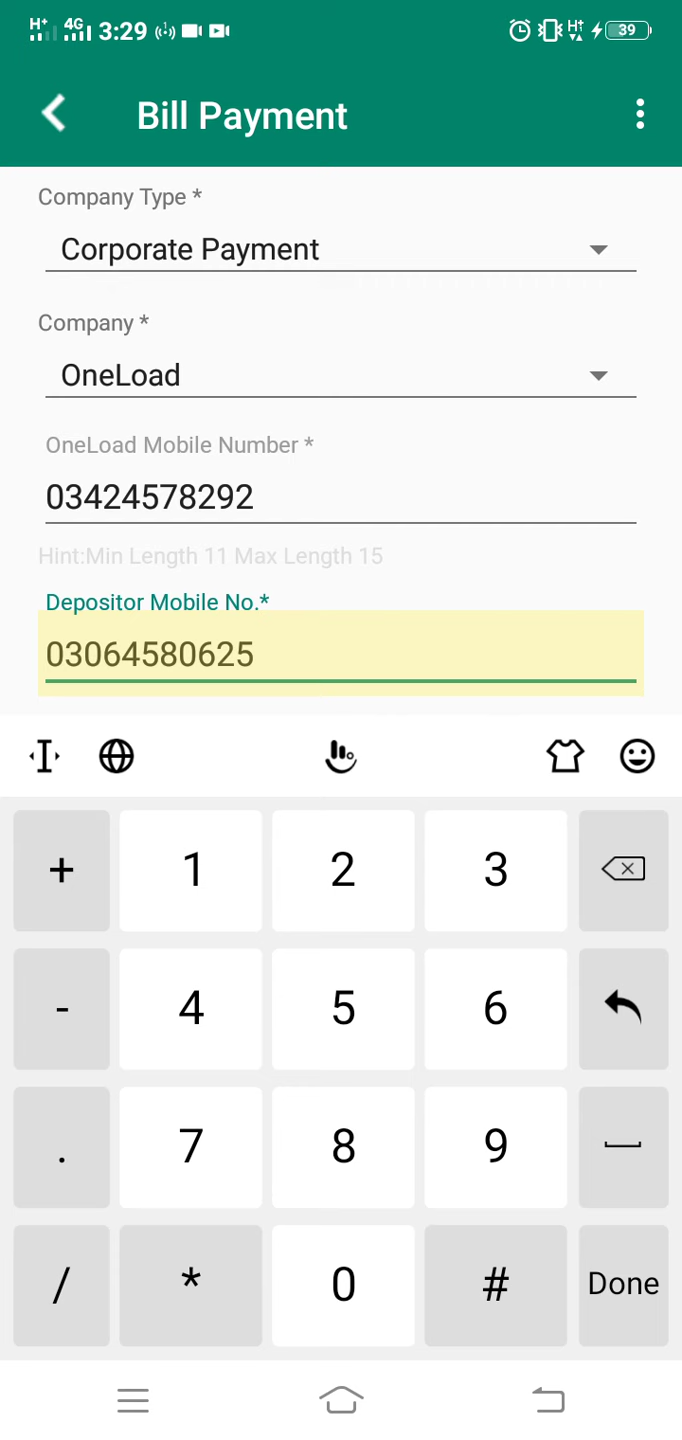 H+ 4G 3:29 H+ 39
Bill Payment
Company Type *
Corporate Payment
Company *
OneLoad
OneLoad Mobile Number *
03424578292
Hint:Min Length 11 Max Length 15
Depositor Mobile No.*
03064580625
+ 1 2 3
- 4 5 6
. 7 8 9
/ * 0 # Done